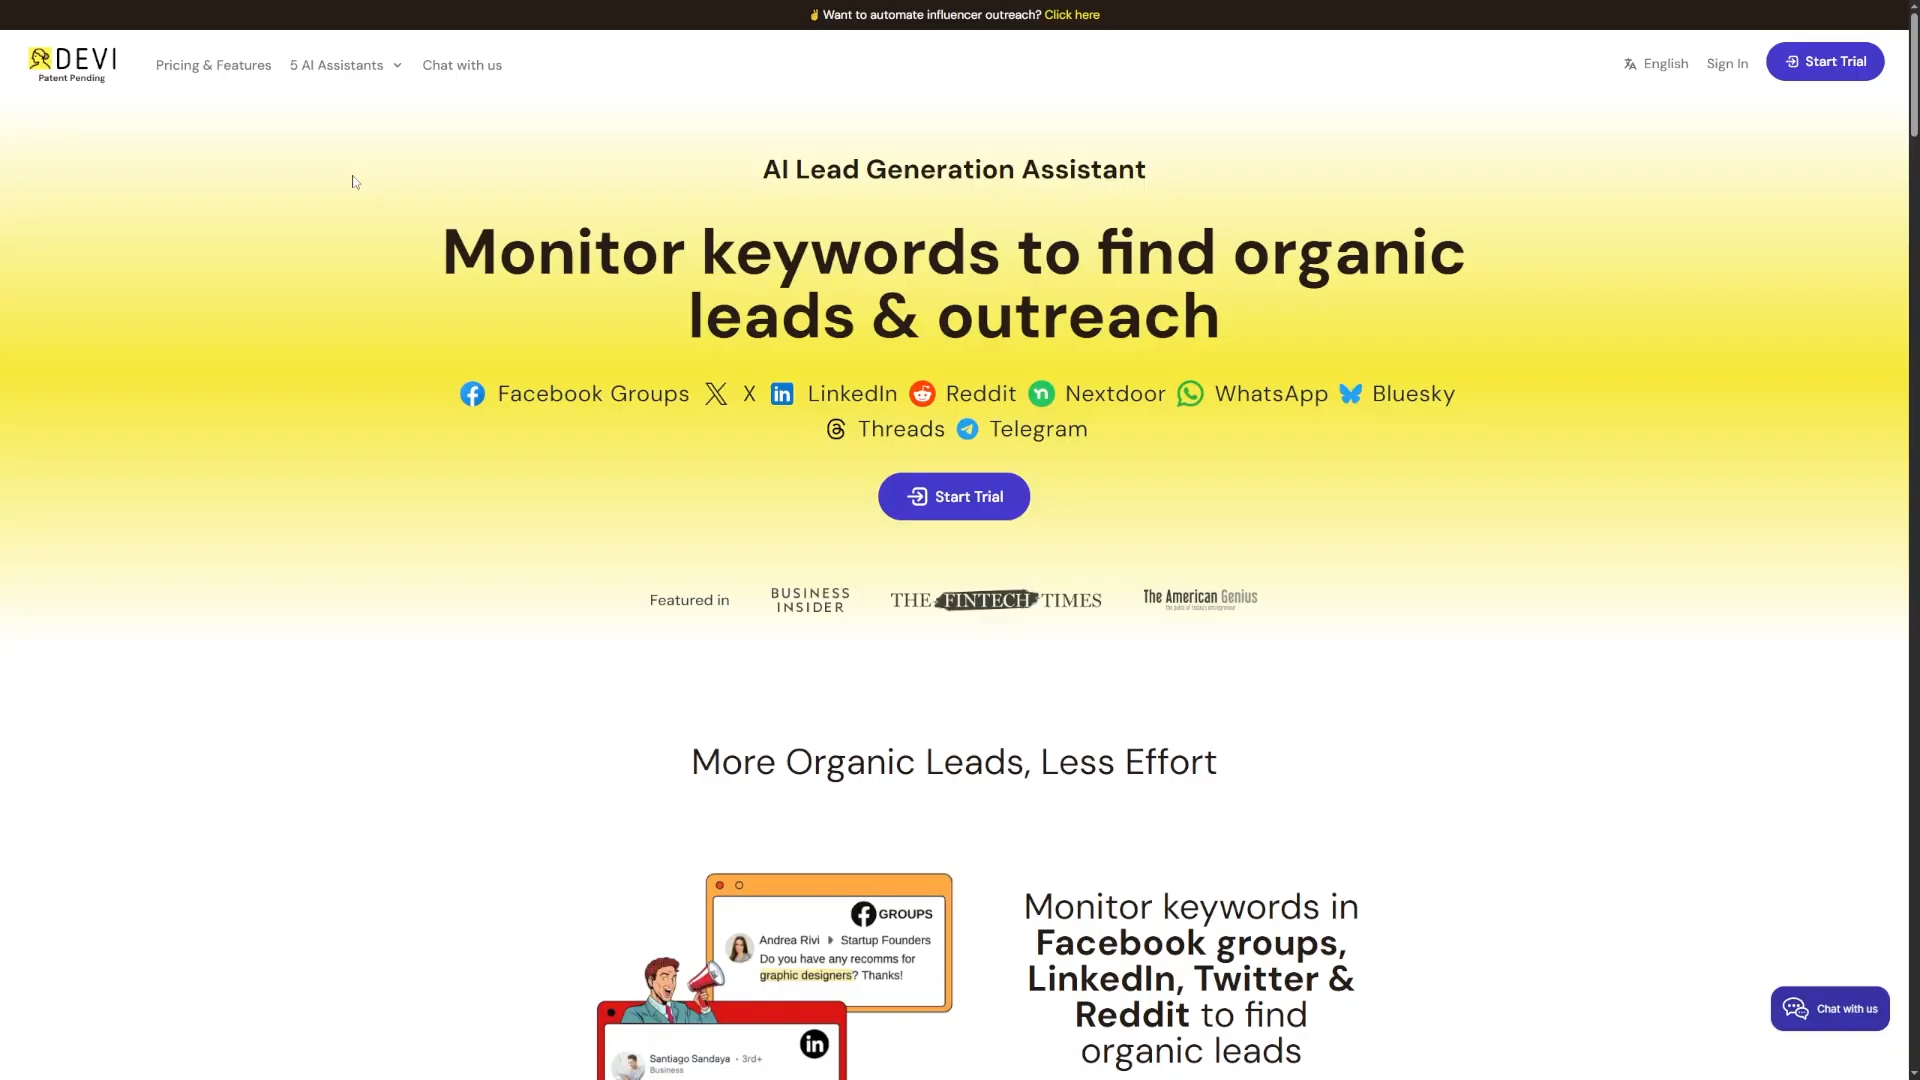 ✌ Want to automate influencer outreach? Click here
DEVI
Patent Pending
Pricing & Features
5 AI Assistants
Chat with us
English
Sign In
Start Trial
AI Lead Generation Assistant
Monitor keywords to find organic
leads & outreach
Facebook Groups X LinkedIn Reddit Nextdoor WhatsApp Bluesky
Threads Telegram
Start Trial
Featured in
BUSINESS
INSIDER
THE FINTECH TIMES
The American Genius
More Organic Leads, Less Effort
GROUPS
Andrea Rivi Startup Founders
Do you have any recomms for
graphic designers? Thanks!
in
Santiago Sandaya · 3rd+
Business
Monitor keywords in
Facebook groups,
LinkedIn, Twitter &
Reddit to find
organic leads
Chat with us